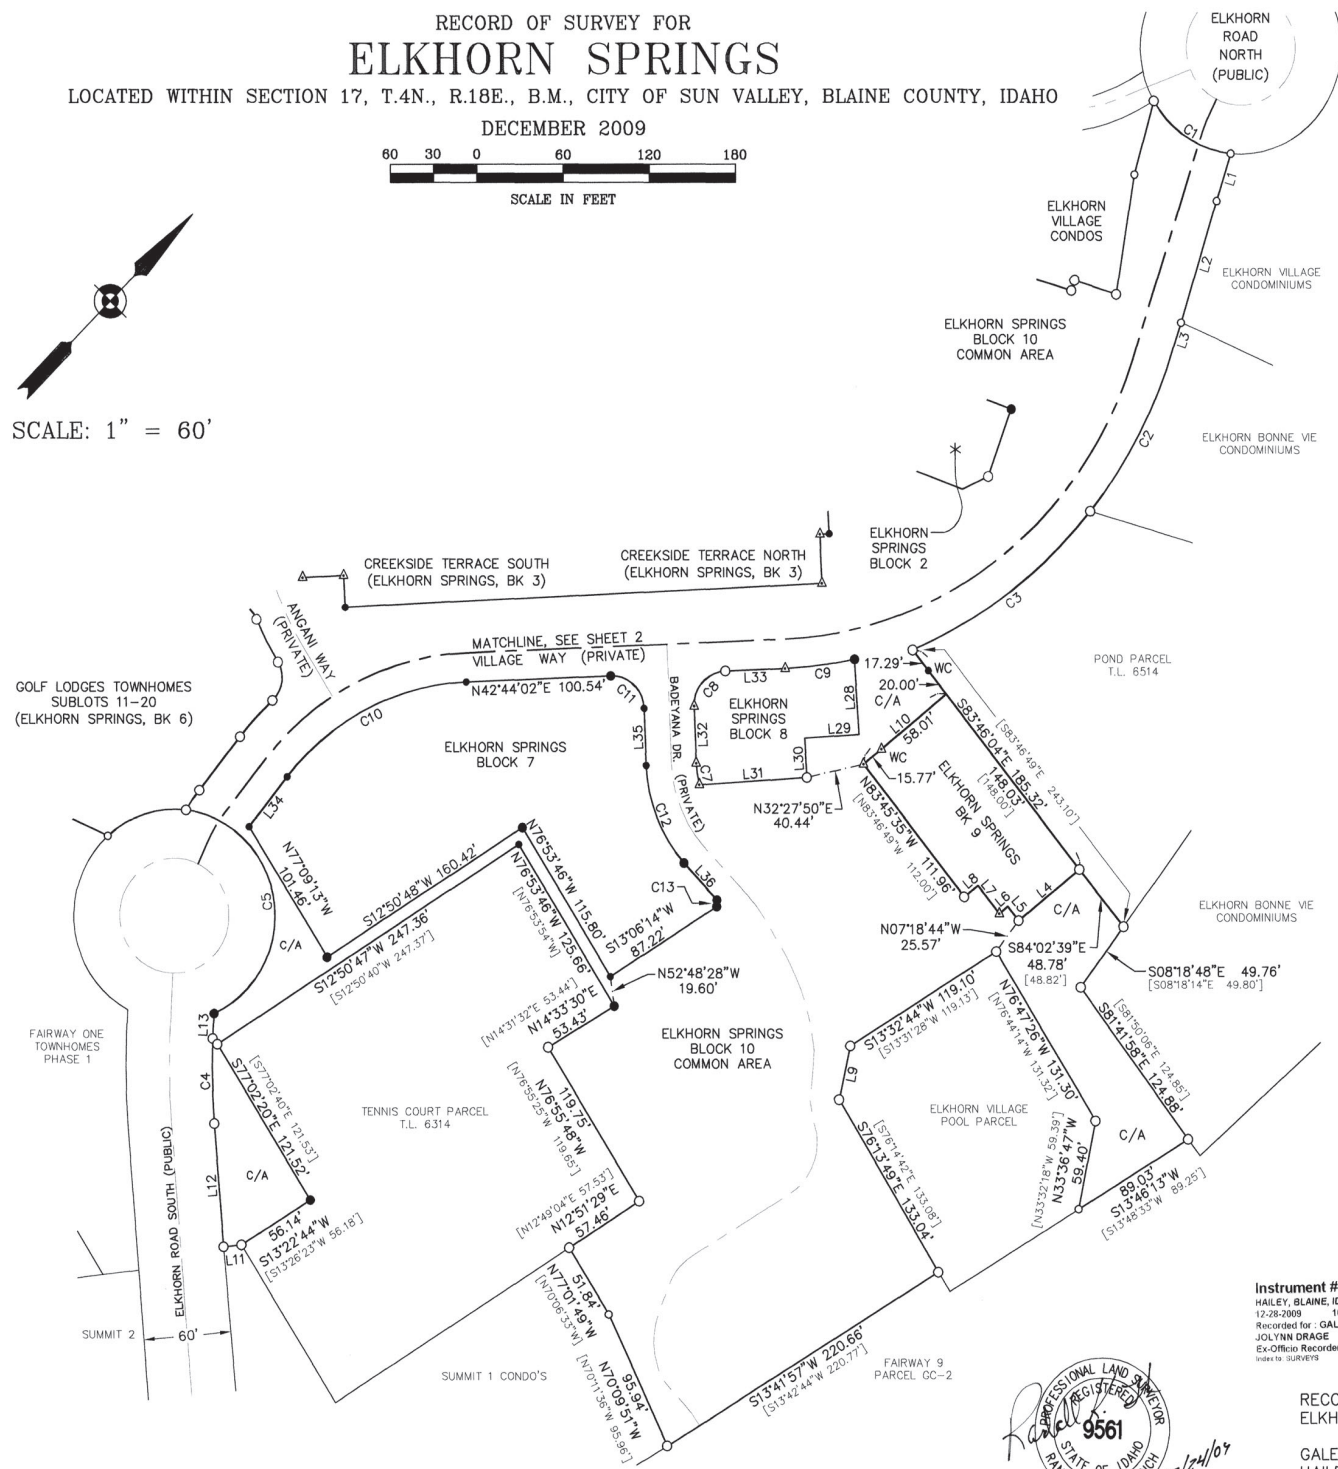 RECORD OF SURVEY FOR
ELKHORN SPRINGS
LOCATED WITHIN SECTION 17, T.4N., R.18E., B.M., CITY OF SUN VALLEY, BLAINE COUNTY, IDAHO
DECEMBER 2009
60 30 0 60 120 180
SCALE IN FEET
SCALE: 1" = 60'
ELKHORN
ROAD
NORTH
(PUBLIC)
C1
L1
ELKHORN
VILLAGE
CONDOS
L2
ELKHORN VILLAGE
CONDOMINIUMS
ELKHORN SPRINGS
BLOCK 10
COMMON AREA
L3
C2
ELKHORN BONNE VIE
CONDOMINIUMS
ELKHORN
SPRINGS
BLOCK 2
C3
CREEKSIDE TERRACE SOUTH
(ELKHORN SPRINGS, BK 3)
CREEKSIDE TERRACE NORTH
(ELKHORN SPRINGS, BK 3)
ANGANI WAY
(PRIVATE)
MATCHLINE, SEE SHEET 2
VILLAGE WAY (PRIVATE)
GOLF LODGES TOWNHOMES
SUBLOTS 11-20
(ELKHORN SPRINGS, BK 6)
N42°44'02"E 100.54'
C10
C11
L35
C12
L34
ELKHORN SPRINGS
BLOCK 7
BADEYANA DR. (PRIVATE)
C8
L33
C9
L32
C7
L31
L30
L29
L28
ELKHORN
SPRINGS
BLOCK 8
17.29'
WC
20.00'
C/A
L10
58.01'
WC
15.77'
POND PARCEL
T.L. 6514
S83°46'04"E 185.32'
148.03'
[148.00']
[S83°46'49"E 243.10']
ELKHORN SPRINGS
BK 9
N32°27'50"E
40.44'
N83°45'35"W 111.96'
[N83°46'49"W 112.00']
L8
L7
L6
L5
L4
C/A
L36
C13
N77°09'13"W
101.46'
S12°50'48"W 160.42'
S12°50'47"W 247.36'
[S12°50'40"W 247.37']
N76°53'46"W 115.80'
N76°53'46"W 125.66'
[N76°53'54"W]
S13°06'14"W
87.22'
N52°48'28"W
19.60'
[N14°31'32"E 53.44']
N14°33'30"E
53.43'
C5
C/A
N07°18'44"W
25.57'
S84°02'39"E
48.78'
[48.82']
ELKHORN BONNE VIE
CONDOMINIUMS
S08°18'48"E 49.76'
[S08°18'14"E 49.80']
S13°32'44"W 119.10'
[S13°31'28"W 119.13']
[S81°50'06"E 124.85']
S81°41'58"E 124.88'
N76°47'26"W 131.30'
[N76°44'14"W 131.32']
L9
ELKHORN VILLAGE
POOL PARCEL
ELKHORN SPRINGS
BLOCK 10
COMMON AREA
FAIRWAY ONE
TOWNHOMES
PHASE 1
L13
C4
[S77°02'40"E 121.53']
S77°02'20"E 121.52'
TENNIS COURT PARCEL
T.L. 6314
119.75'
N76°55'48"W
[N76°55'25"W 119.65']
C/A
[S76°14'42"E 133.08']
S76°13'49"E 133.04'
N33°36'47"W
59.40'
[N33°32'18"W 59.39']
89.03'
S13°46'13"W
[S13°48'33"W 89.25']
C/A
L12
L11
56.14'
S13°22'44"W
[S13°26'23"W 56.18']
[N12°49'04"E 57.53']
N12°51'29"E
57.46'
51.84'
N77°01'49"W
[N70°06'33"W]
95.94'
N70°09'51"W
[N70°11'36"W 95.96']
S13°41'57"W 220.66'
[S13°42'44"W 220.77']
FAIRWAY 9
PARCEL GC-2
SUMMIT 2
60'
ELKHORN ROAD SOUTH (PUBLIC)
SUMMIT 1 CONDO'S
Instrument #
HAILEY, BLAINE, ID
12-28-2009
Recorded for : GAL
JOLYNN DRAGE
Ex-Officio Recorder
Index to: SURVEYS
PROFESSIONAL LAND SURVEYOR
REGISTERED
9561
STATE OF IDAHO
RECO
ELKH
GALE